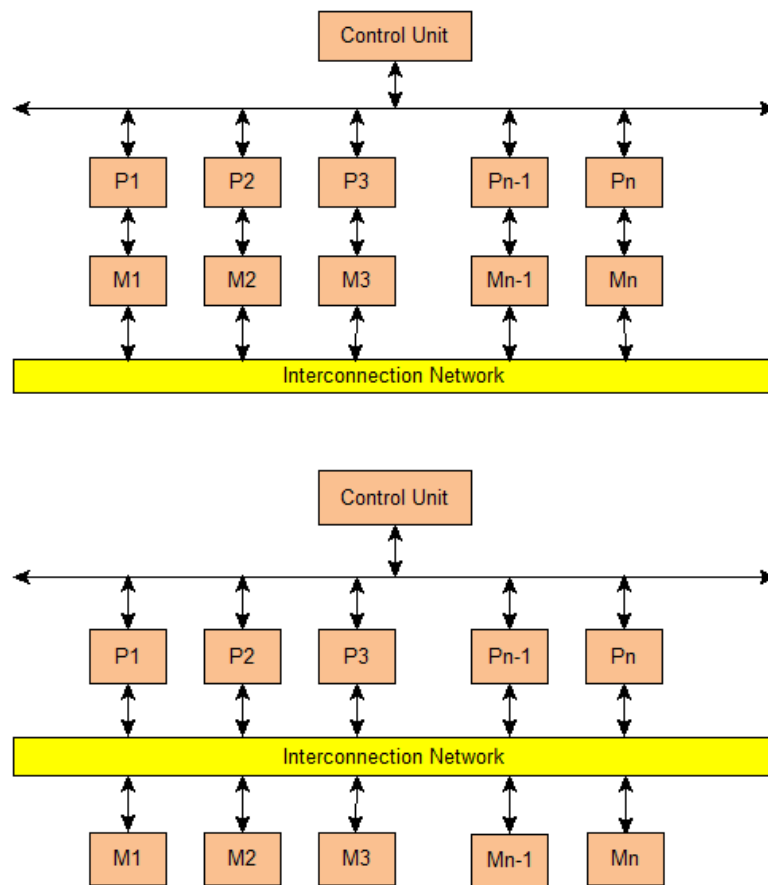 Control Unit
P1 P2 P3 Pn-1 Pn
M1 M2 M3 Mn-1 Mn
Interconnection Network
Control Unit
P1 P2 P3 Pn-1 Pn
Interconnection Network
M1 M2 M3 Mn-1 Mn